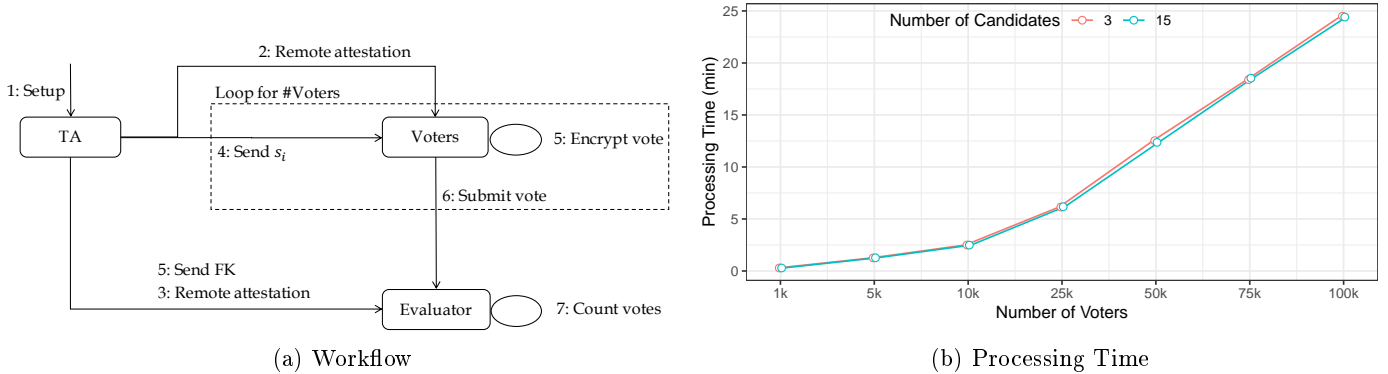 2: Remote attestation
1: Setup
Loop for #Voters
TA
Voters
5: Encrypt vote
4: Send s_i
6: Submit vote
5: Send FK
3: Remote attestation
Evaluator
7: Count votes
(a) Workflow
Number of Candidates 3 15
25
20
15
10
5
0
Processing Time (min)
1k 5k 10k 25k 50k 75k 100k
Number of Voters
(b) Processing Time